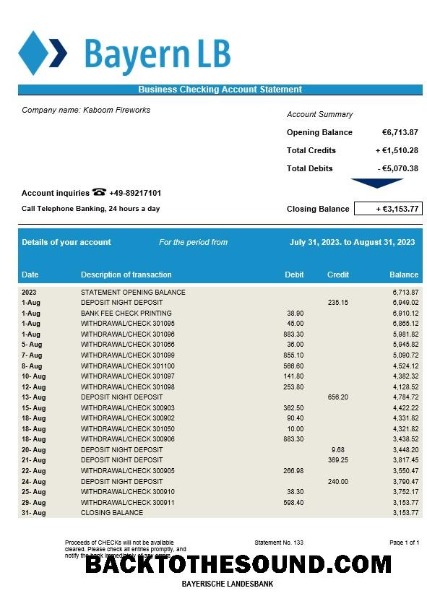 Bayern LB
Business Checking Account Statement
Company name: Kaboom Fireworks
Account Summary
Opening Balance €6,713.87
Total Credits + €1,510.28
Total Debits - €5,070.38
Account inquiries ☎ +49-89217101
Call Telephone Banking, 24 hours a day
Closing Balance + €3,153.77
Details of your account For the period from July 31, 2023. to August 31, 2023
Date Description of transaction Debit Credit Balance
2023 STATEMENT OPENING BALANCE 6,713.87
1-Aug DEPOSIT NIGHT DEPOSIT 235.15 6,949.02
1-Aug BANK FEE CHECK PRINTING 38.90 6,910.12
1-Aug WITHDRAWAL/CHECK 301095 45.00 6,865.12
1-Aug WITHDRAWAL/CHECK 301096 883.30 5,981.82
5- Aug WITHDRAWAL/CHECK 301066 36.00 5,945.82
7- Aug WITHDRAWAL/CHECK 301099 855.10 5,090.72
8- Aug WITHDRAWAL/CHECK 301100 566.60 4,524.12
10- Aug WITHDRAWAL/CHECK 301097 141.80 4,382.32
12- Aug WITHDRAWAL/CHECK 301098 253.80 4,128.52
13- Aug DEPOSIT NIGHT DEPOSIT 656.20 4,784.72
15- Aug WITHDRAWAL/CHECK 300903 362.50 4,422.22
18- Aug WITHDRAWAL/CHECK 300902 90.40 4,331.82
18- Aug WITHDRAWAL/CHECK 301050 10.00 4,321.82
18- Aug WITHDRAWAL/CHECK 300906 883.30 3,438.52
20- Aug DEPOSIT NIGHT DEPOSIT 9.68 3,448.20
21- Aug DEPOSIT NIGHT DEPOSIT 369.25 3,817.45
22- Aug WITHDRAWAL/CHECK 300905 266.98 3,550.47
24- Aug DEPOSIT NIGHT DEPOSIT 240.00 3,790.47
25- Aug WITHDRAWAL/CHECK 300910 38.30 3,752.17
29- Aug WITHDRAWAL/CHECK 300911 598.40 3,153.77
31- Aug CLOSING BALANCE 3,153.77
Proceeds of CHECKs will not be available Statement No. 133 Page 1 of 1
cleared. Please check all entries promptly, and
notify the bank immediately of any
BACKTOTHESOUND.COM
BAYERISCHE LANDESBANK